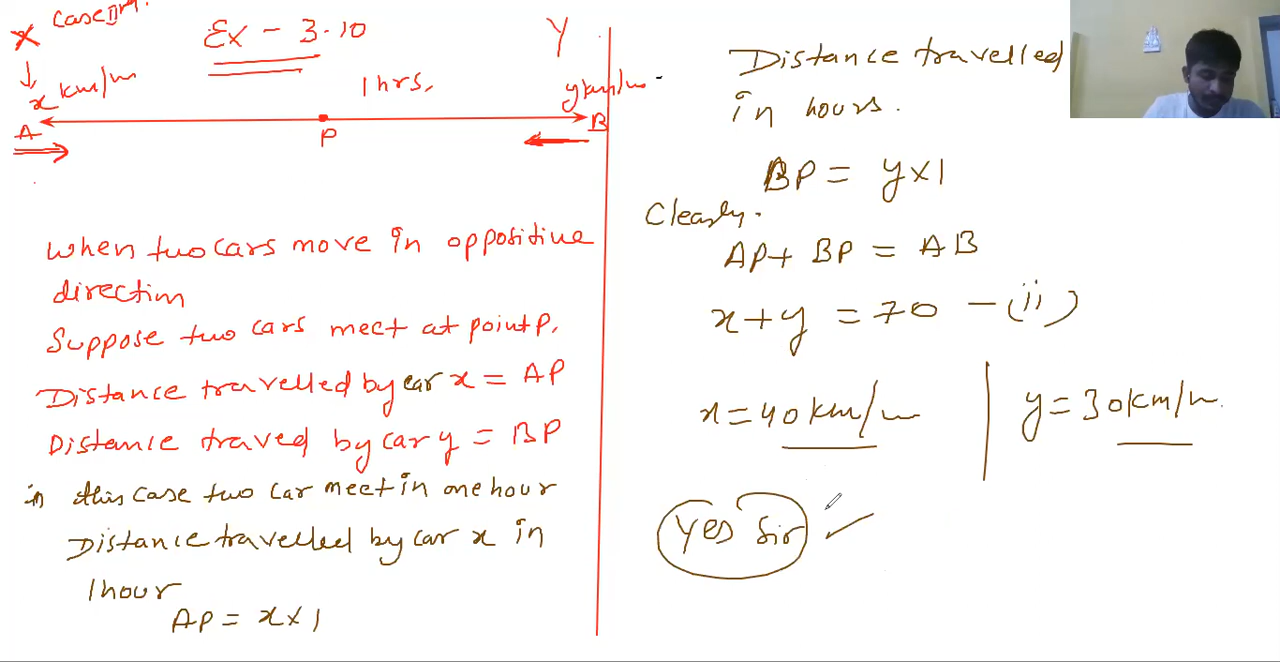 Case II nd.
X Ex - 3.10 Y
x km/h 1 hrs, y km/h
A P B
when two cars move in oppositive
direction
Suppose two cars meet at point P,
Distance travelled by car x = AP
Distance traved by car y = BP
in this case two car meet in one hour
Distance travelled by car x in
1 hour
AP = x × 1
Distance travelled
in hours.
BP = y × 1
Clearly.
AP + BP = AB
x + y = 70 - (ii)
x = 40 km/h y = 30 km/h.
Yes Sir